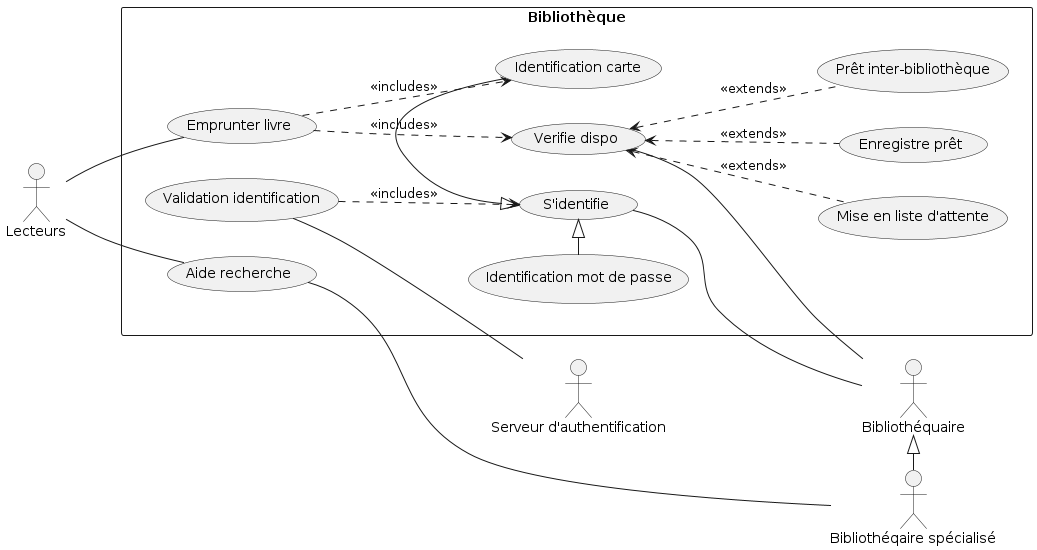 Bibliothèque
Identification carte
Prêt inter-bibliothèque
«includes»
«extends»
Emprunter livre
«includes»
Verifie dispo
«extends»
Enregistre prêt
«extends»
Validation identification
«includes»
S'identifie
Mise en liste d'attente
Lecteurs
Aide recherche
Identification mot de passe
Serveur d'authentification
Bibliothéquaire
Bibliothéqaire spécialisé